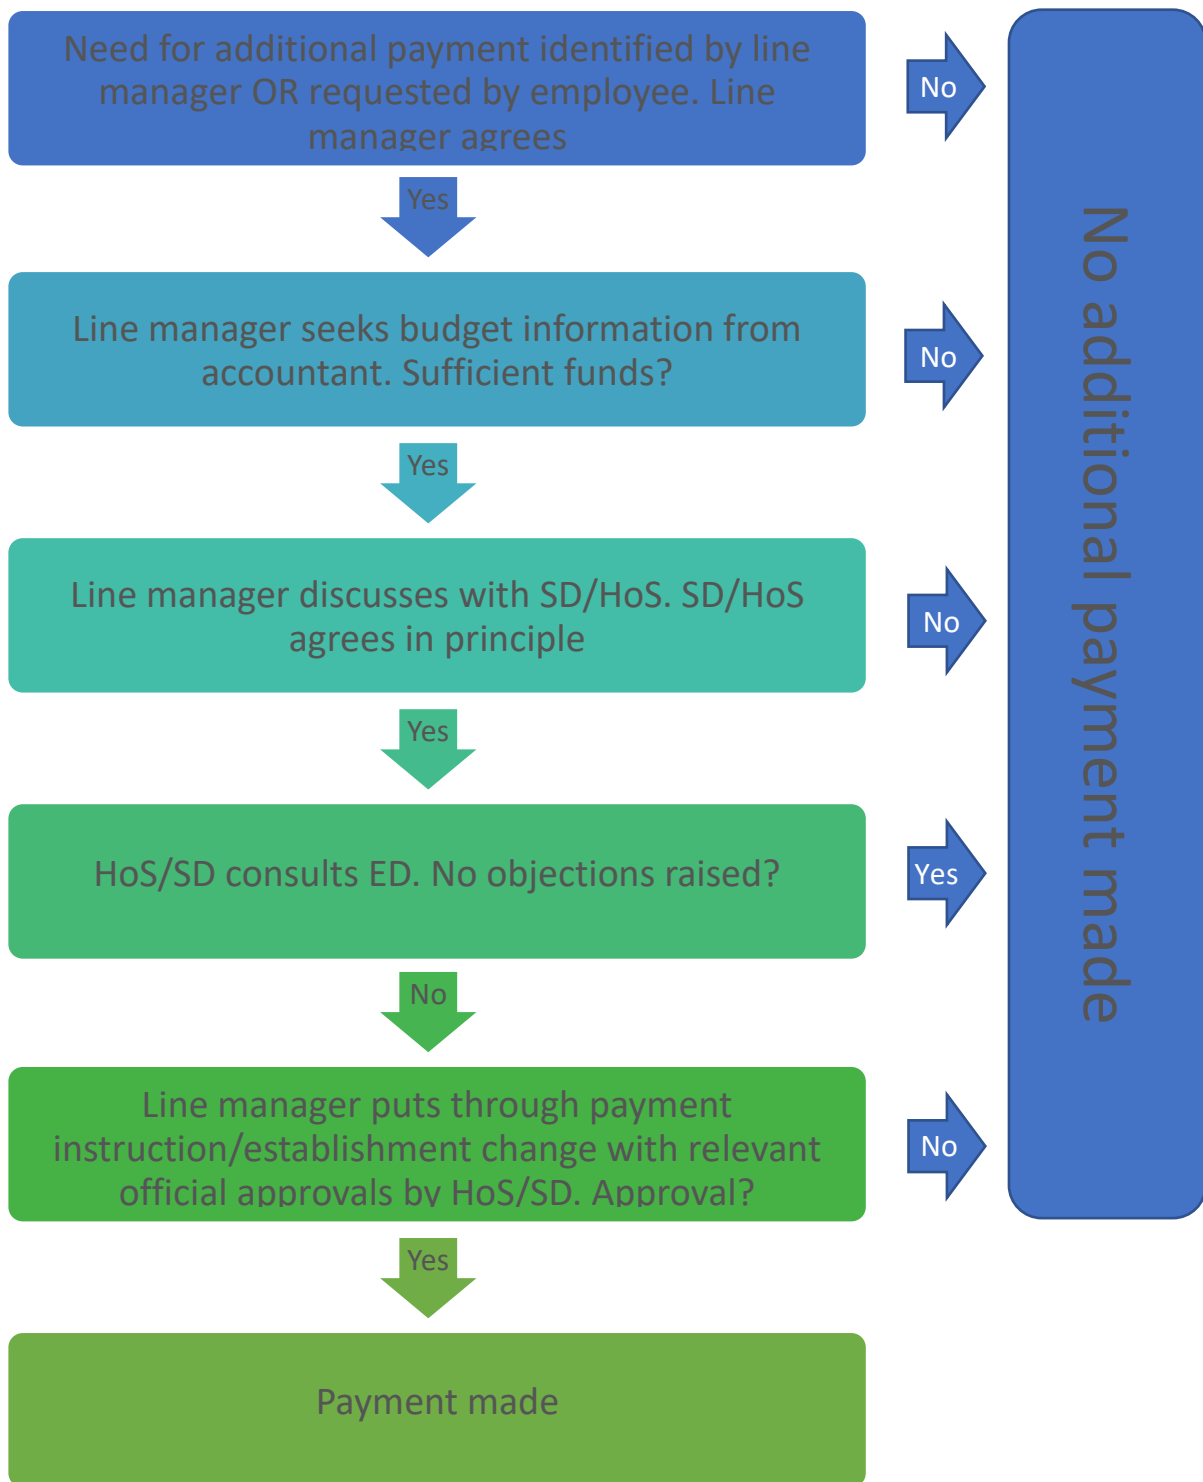 Need for additional payment identified by line
manager OR requested by employee. Line
manager agrees
No
Yes
Line manager seeks budget information from
accountant. Sufficient funds?
No
Yes
Line manager discusses with SD/HoS. SD/HoS
agrees in principle
No
Yes
HoS/SD consults ED. No objections raised?
Yes
No
Line manager puts through payment
instruction/establishment change with relevant
official approvals by HoS/SD. Approval?
No
Yes
Payment made
No additional payment made